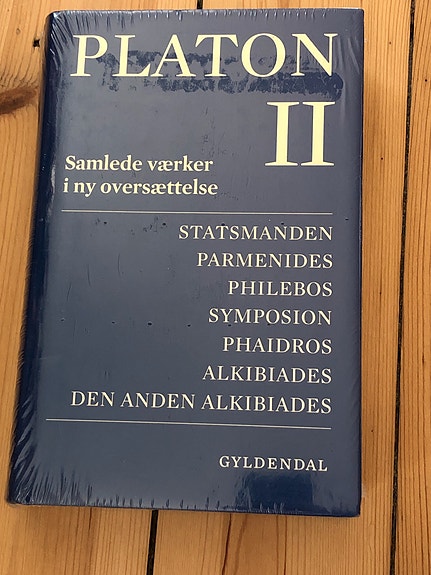 PLATON
II
Samlede værker
i ny oversættelse
STATSMANDEN
PARMENIDES
PHILEBOS
SYMPOSION
PHAIDROS
ALKIBIADES
DEN ANDEN ALKIBIADES
GYLDENDAL